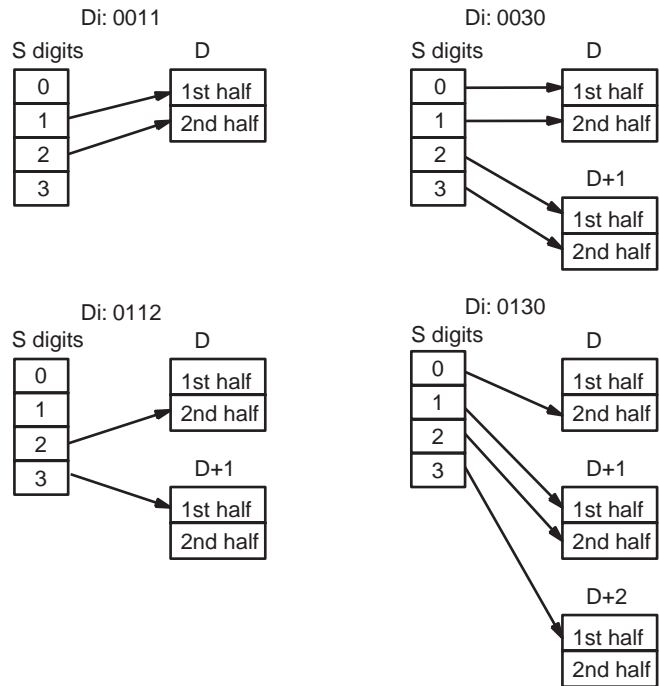 Di: 0011
S digits
D
0
1
2
3
1st half
2nd half
Di: 0030
S digits
D
0
1
2
3
1st half
2nd half
D+1
1st half
2nd half
Di: 0112
S digits
D
0
1
2
3
1st half
2nd half
D+1
1st half
2nd half
Di: 0130
S digits
D
0
1
2
3
1st half
2nd half
D+1
1st half
2nd half
D+2
1st half
2nd half